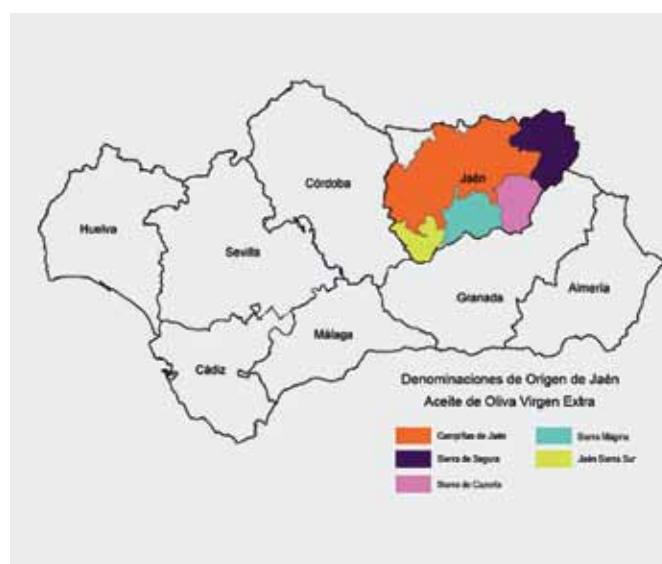 Jaén
Córdoba
Huelva
Sevilla
Granada
Almería
Málaga
Cádiz
Denominaciones de Origen de Jaén
Aceite de Oliva Virgen Extra
Campiñas de Jaén
Sierra Mágina
Sierra de Segura
Jaén Sierra Sur
Sierra de Cazorla